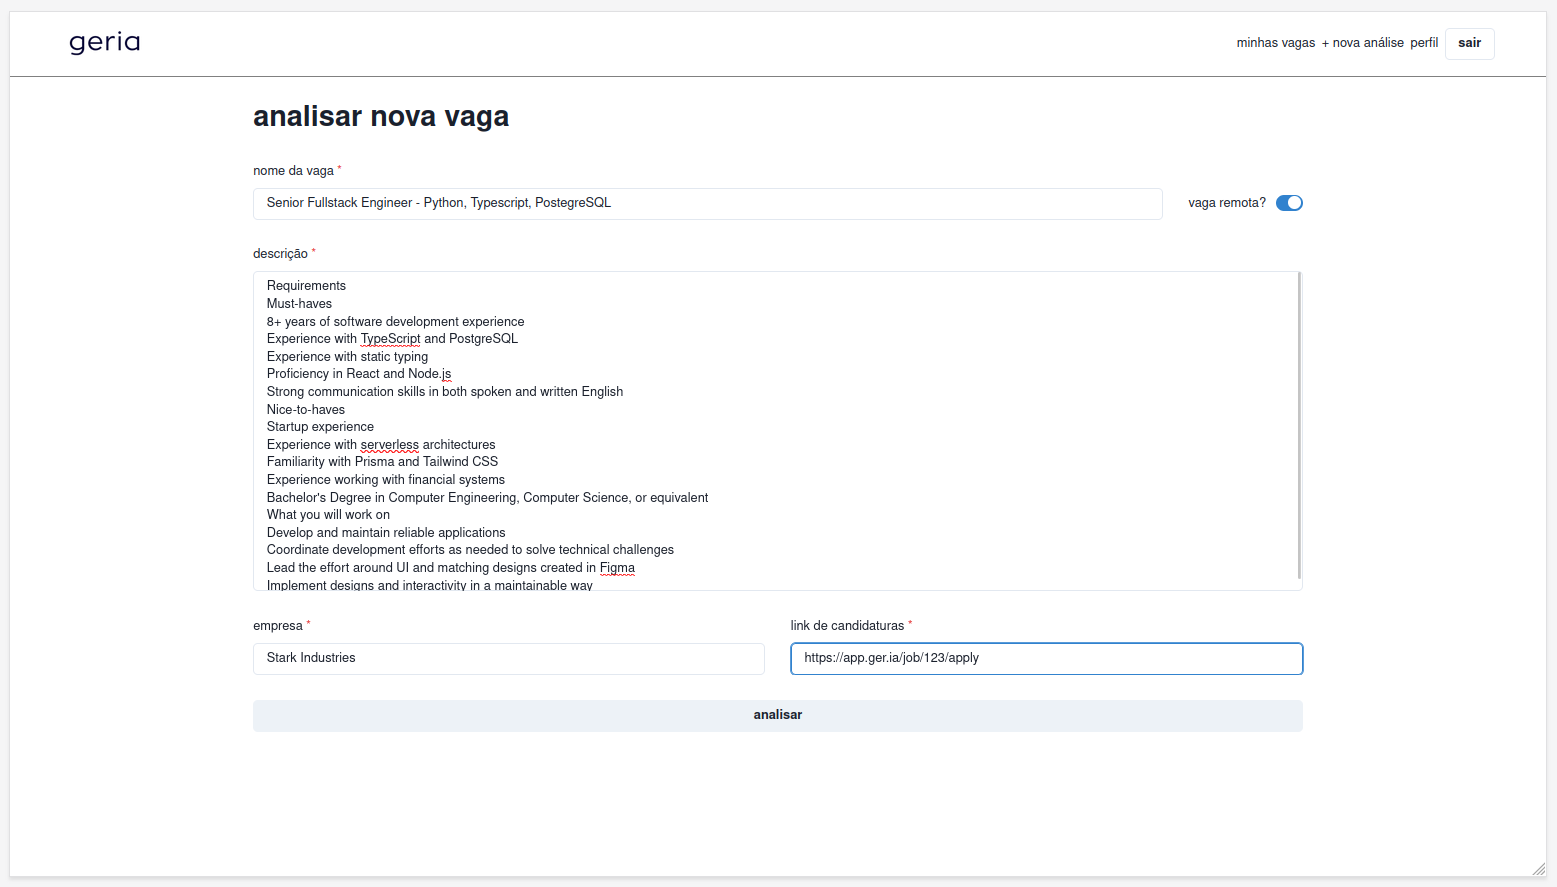 geria
minhas vagas + nova análise perfil sair
analisar nova vaga
nome da vaga *
Senior Fullstack Engineer - Python, Typescript, PostegreSQL
vaga remota?
descrição *
Requirements
Must-haves
8+ years of software development experience
Experience with TypeScript and PostgreSQL
Experience with static typing
Proficiency in React and Node.js
Strong communication skills in both spoken and written English
Nice-to-haves
Startup experience
Experience with serverless architectures
Familiarity with Prisma and Tailwind CSS
Experience working with financial systems
Bachelor's Degree in Computer Engineering, Computer Science, or equivalent
What you will work on
Develop and maintain reliable applications
Coordinate development efforts as needed to solve technical challenges
Lead the effort around UI and matching designs created in Figma
Implement designs and interactivity in a maintainable way
empresa *
Stark Industries
link de candidaturas *
https://app.ger.ia/job/123/apply
analisar